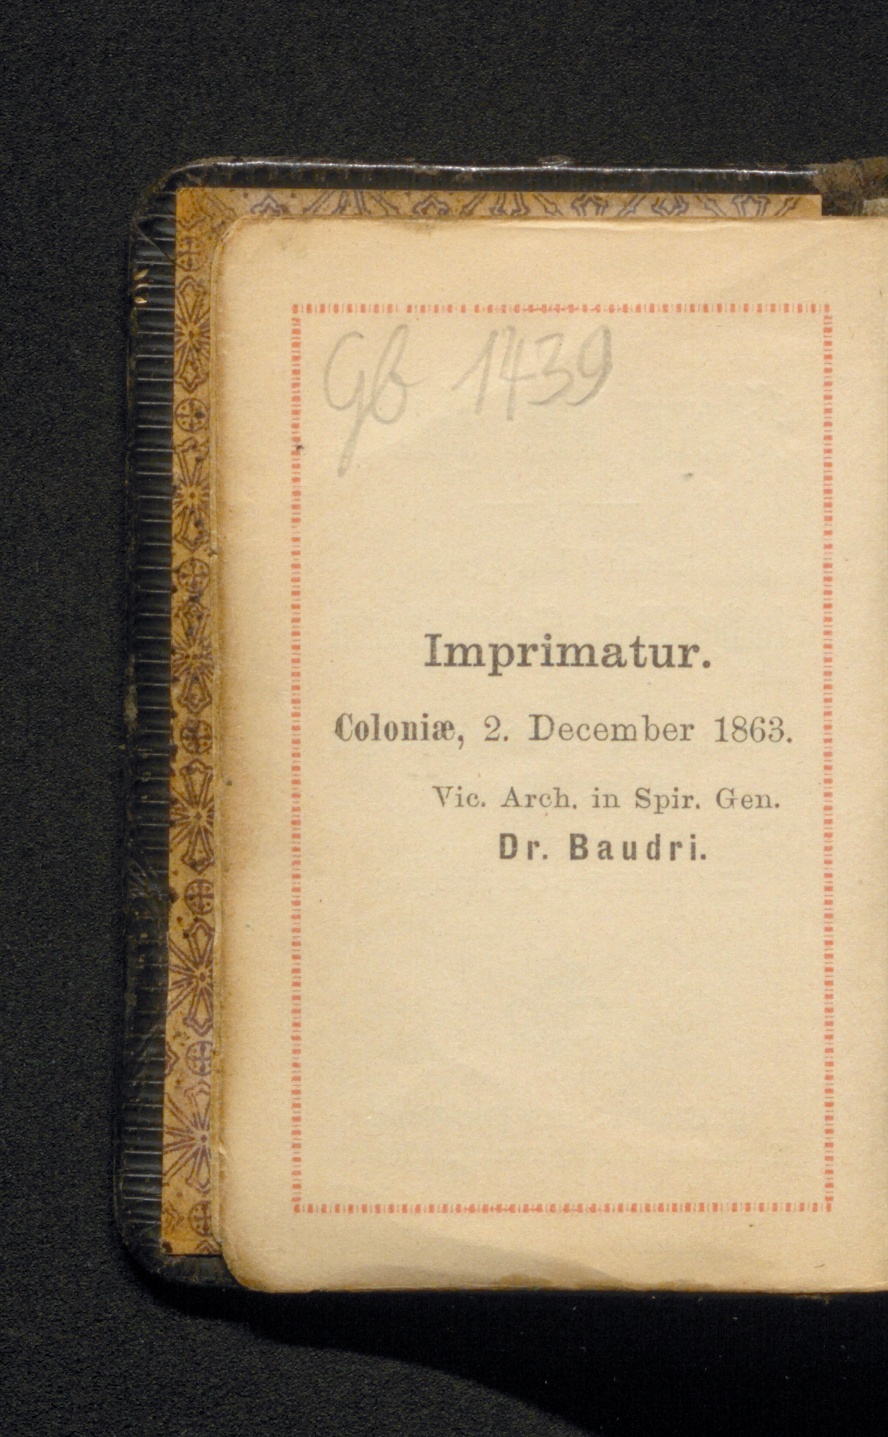 Gb 1439
Imprimatur.
Coloniæ, 2. December 1863.
Vic. Arch. in Spir. Gen.
Dr. Baudri.